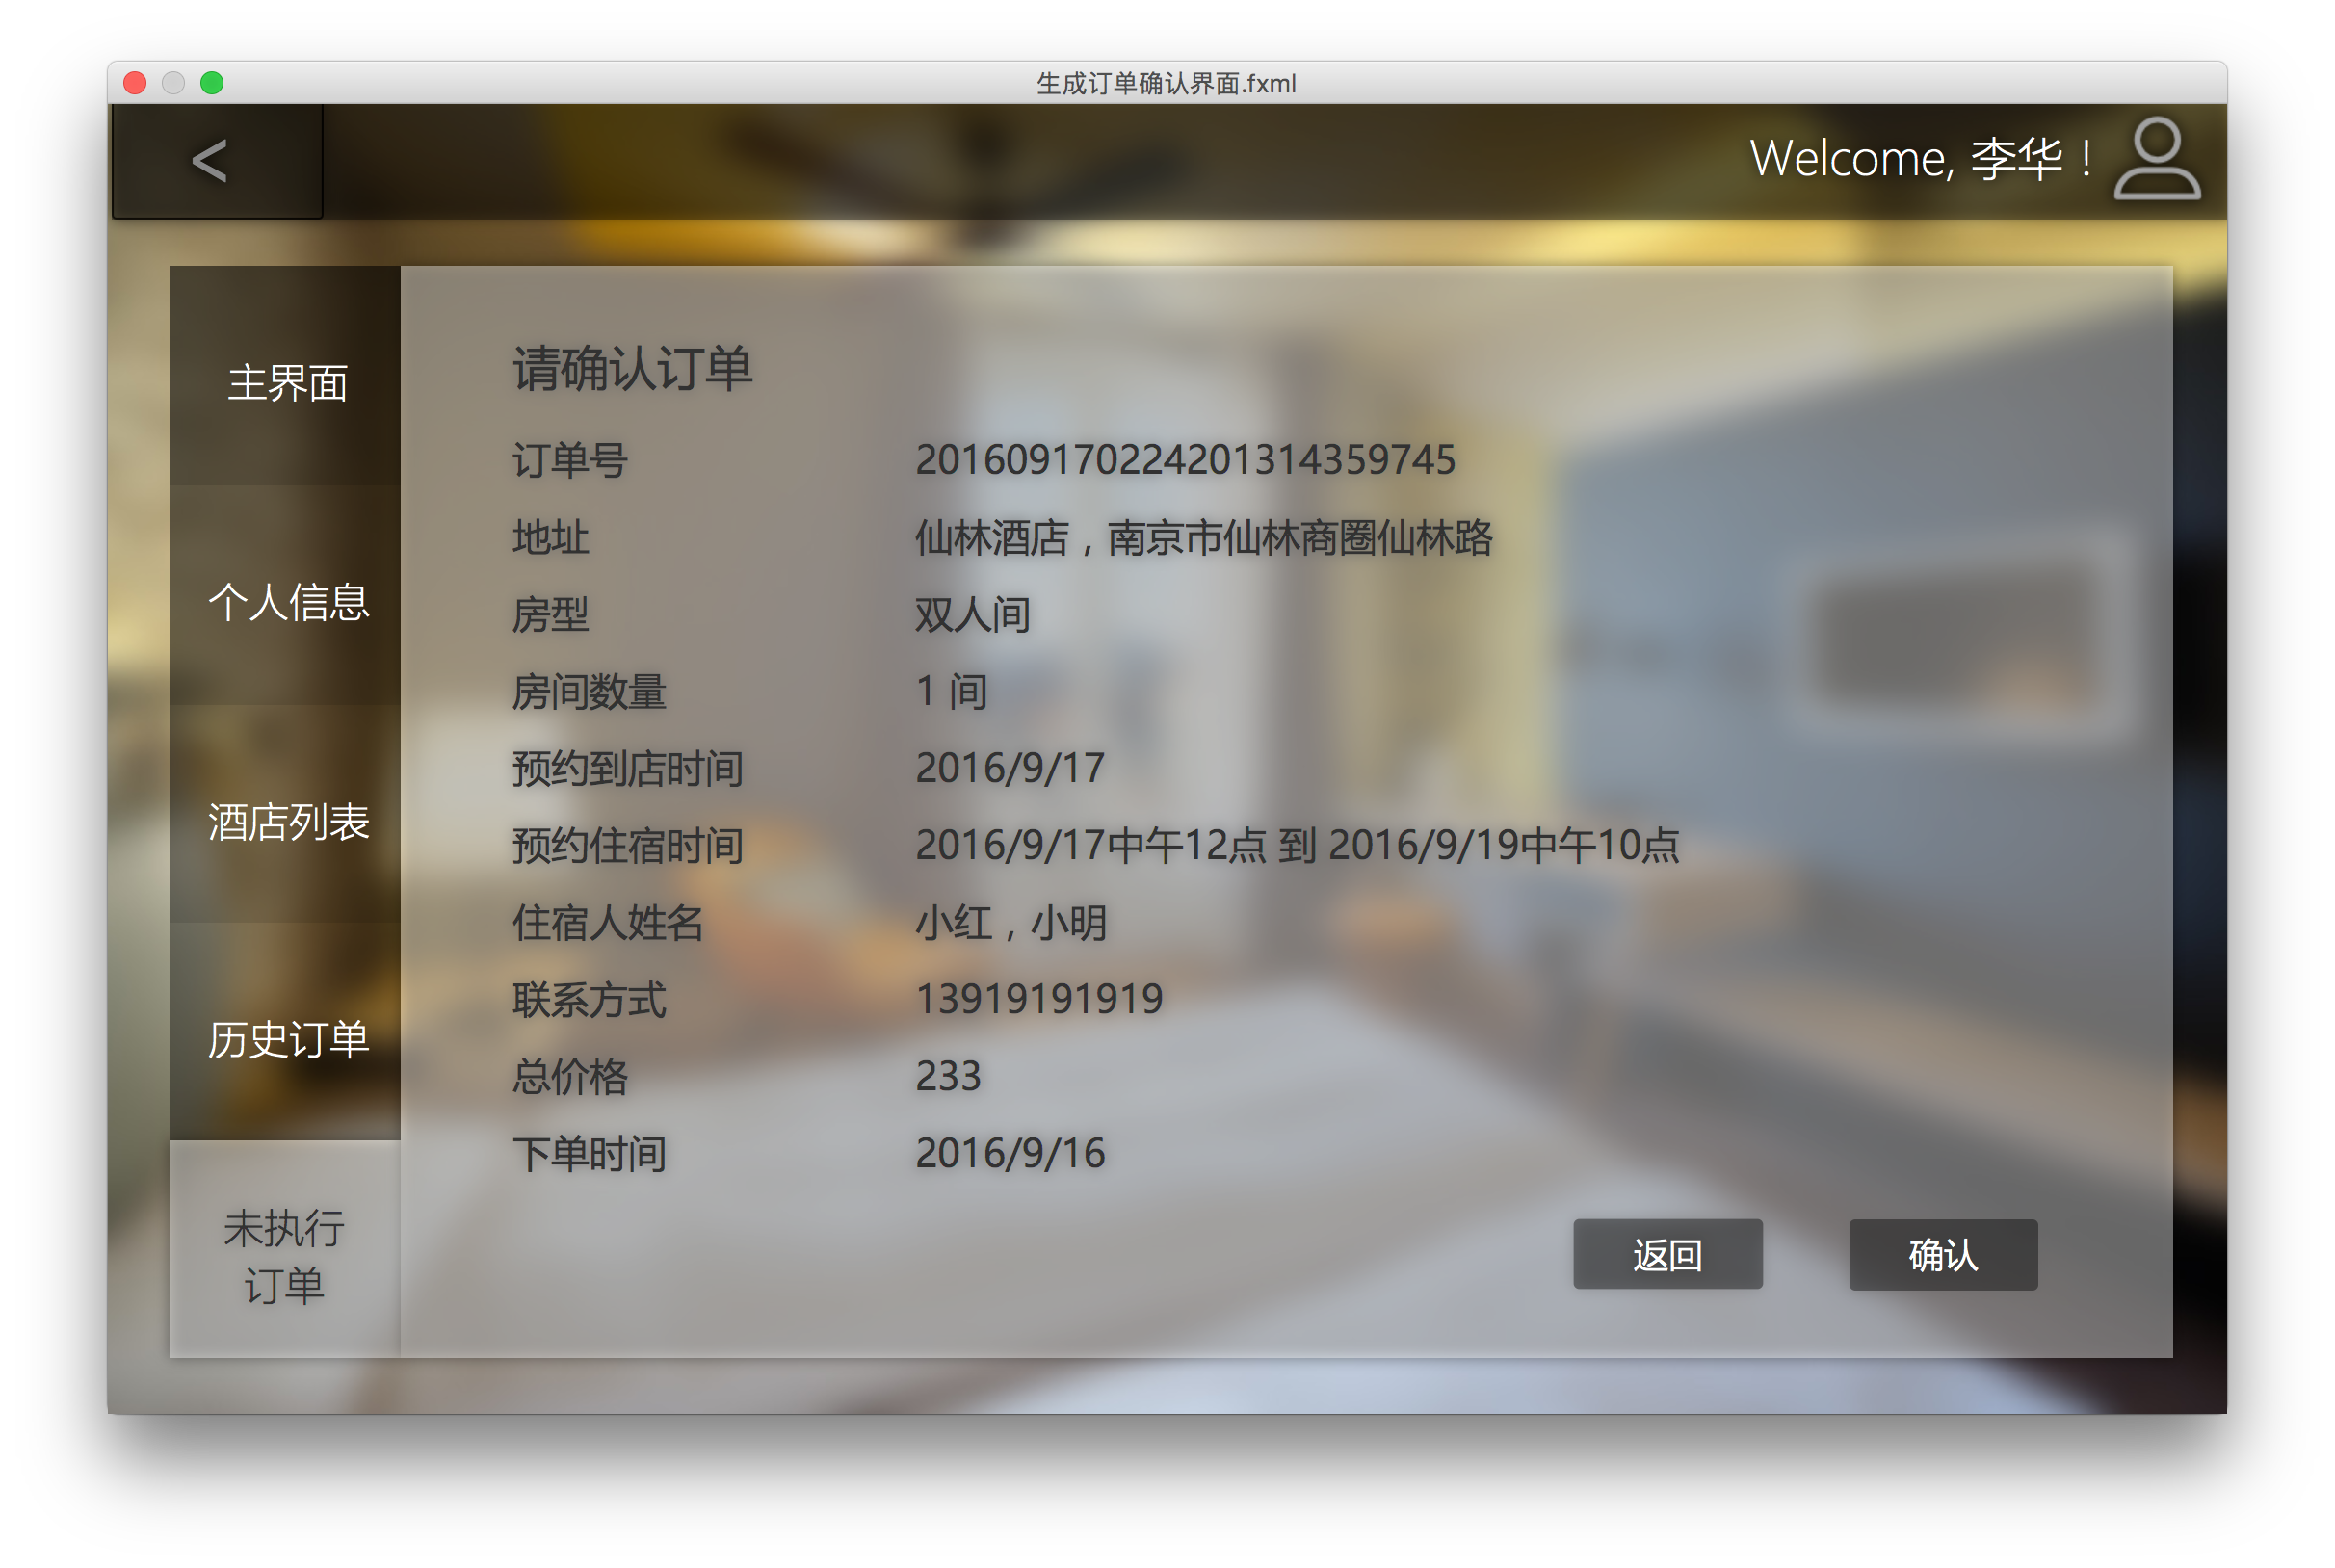 生成订单确认界面.fxml
<
Welcome, 李华！
主界面
个人信息
酒店列表
历史订单
未执行
订单
请确认订单
订单号 201609170224201314359745
地址 仙林酒店，南京市仙林商圈仙林路
房型 双人间
房间数量 1 间
预约到店时间 2016/9/17
预约住宿时间 2016/9/17中午12点 到 2016/9/19中午10点
住宿人姓名 小红，小明
联系方式 13919191919
总价格 233
下单时间 2016/9/16
返回 确认